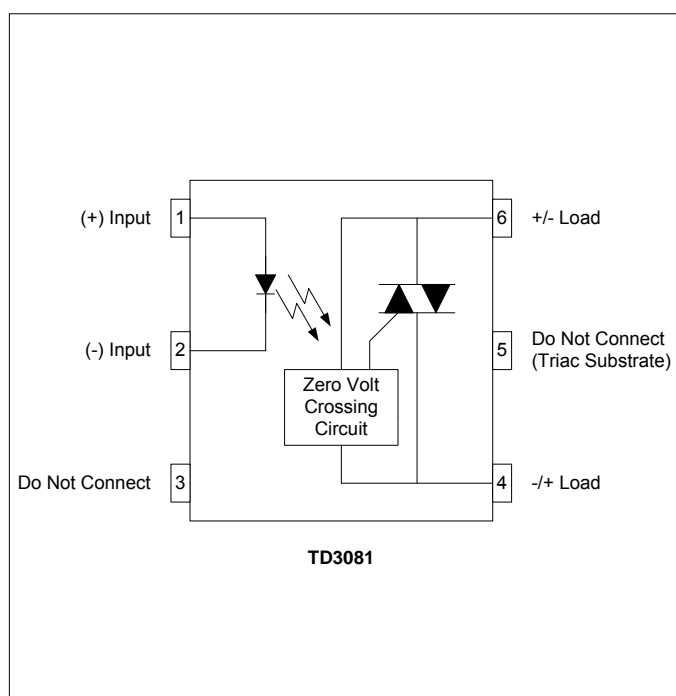 (+) Input
1
6
+/- Load
(-) Input
2
5
Do Not Connect
(Triac Substrate)
Zero Volt
Crossing
Circuit
Do Not Connect
3
4
-/+ Load
TD3081